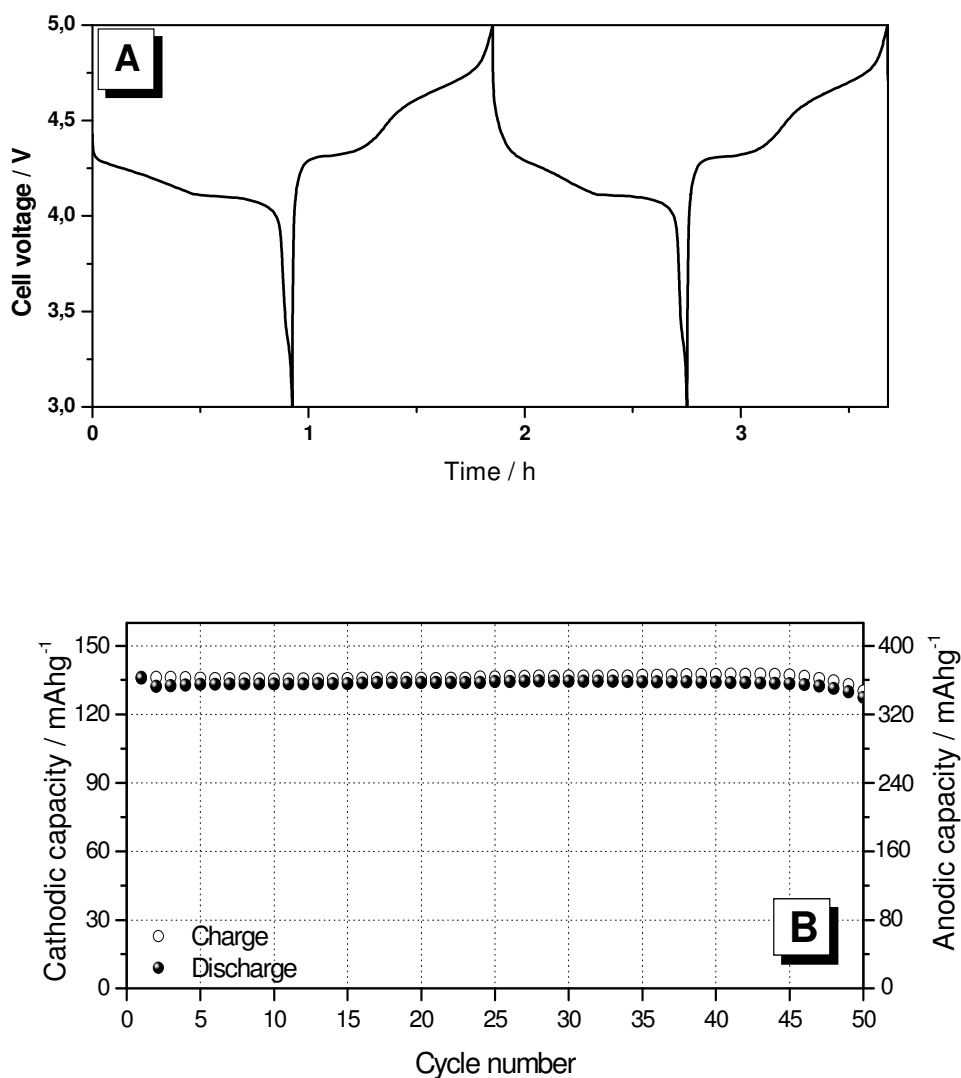 A
5,0
4,5
4,0
3,5
3,0
Cell voltage / V
0 1 2 3
Time / h
150
120
90
60
30
0
Cathodic capacity / mAhg⁻¹
400
320
240
160
80
0
Anodic capacity / mAhg⁻¹
Charge
Discharge
B
0 5 10 15 20 25 30 35 40 45 50
Cycle number